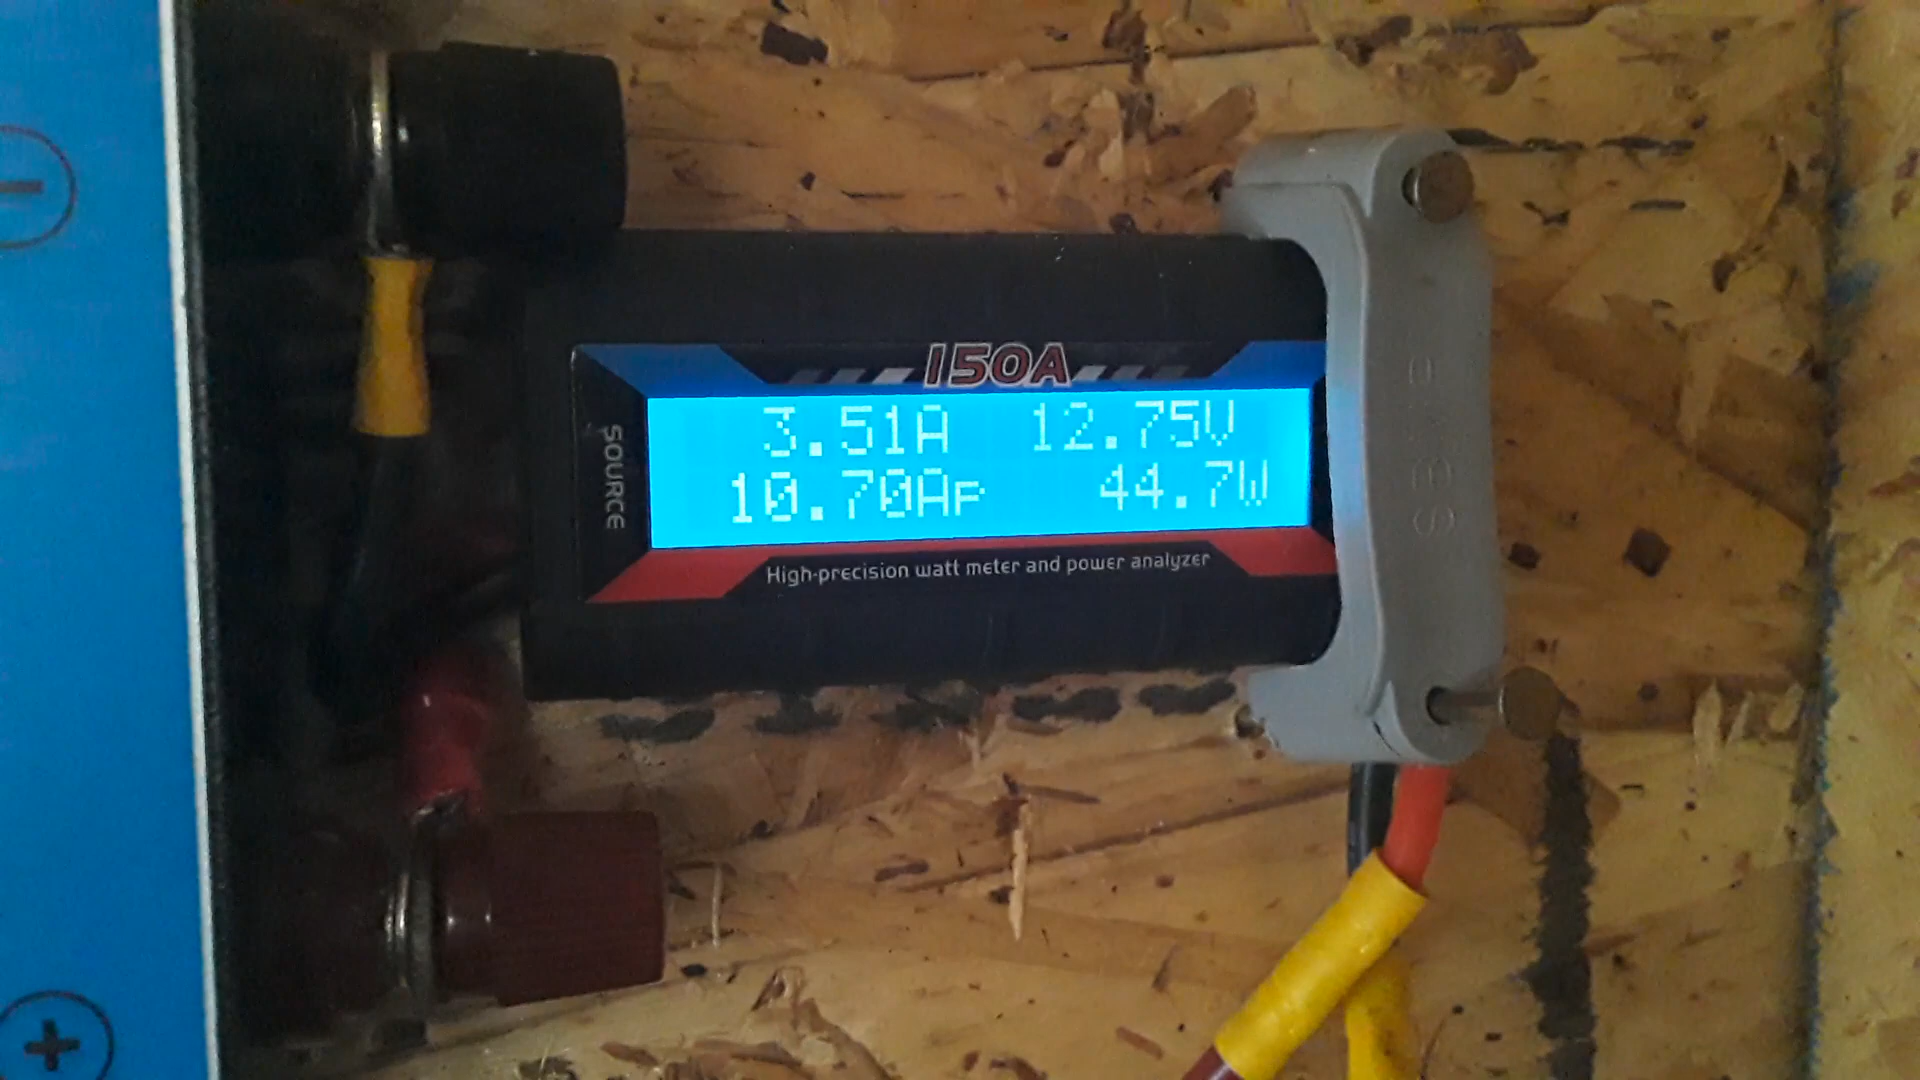 150A
SOURCE
3.51A 12.75V
10.70Ap 44.7W
High-precision watt meter and power analyzer